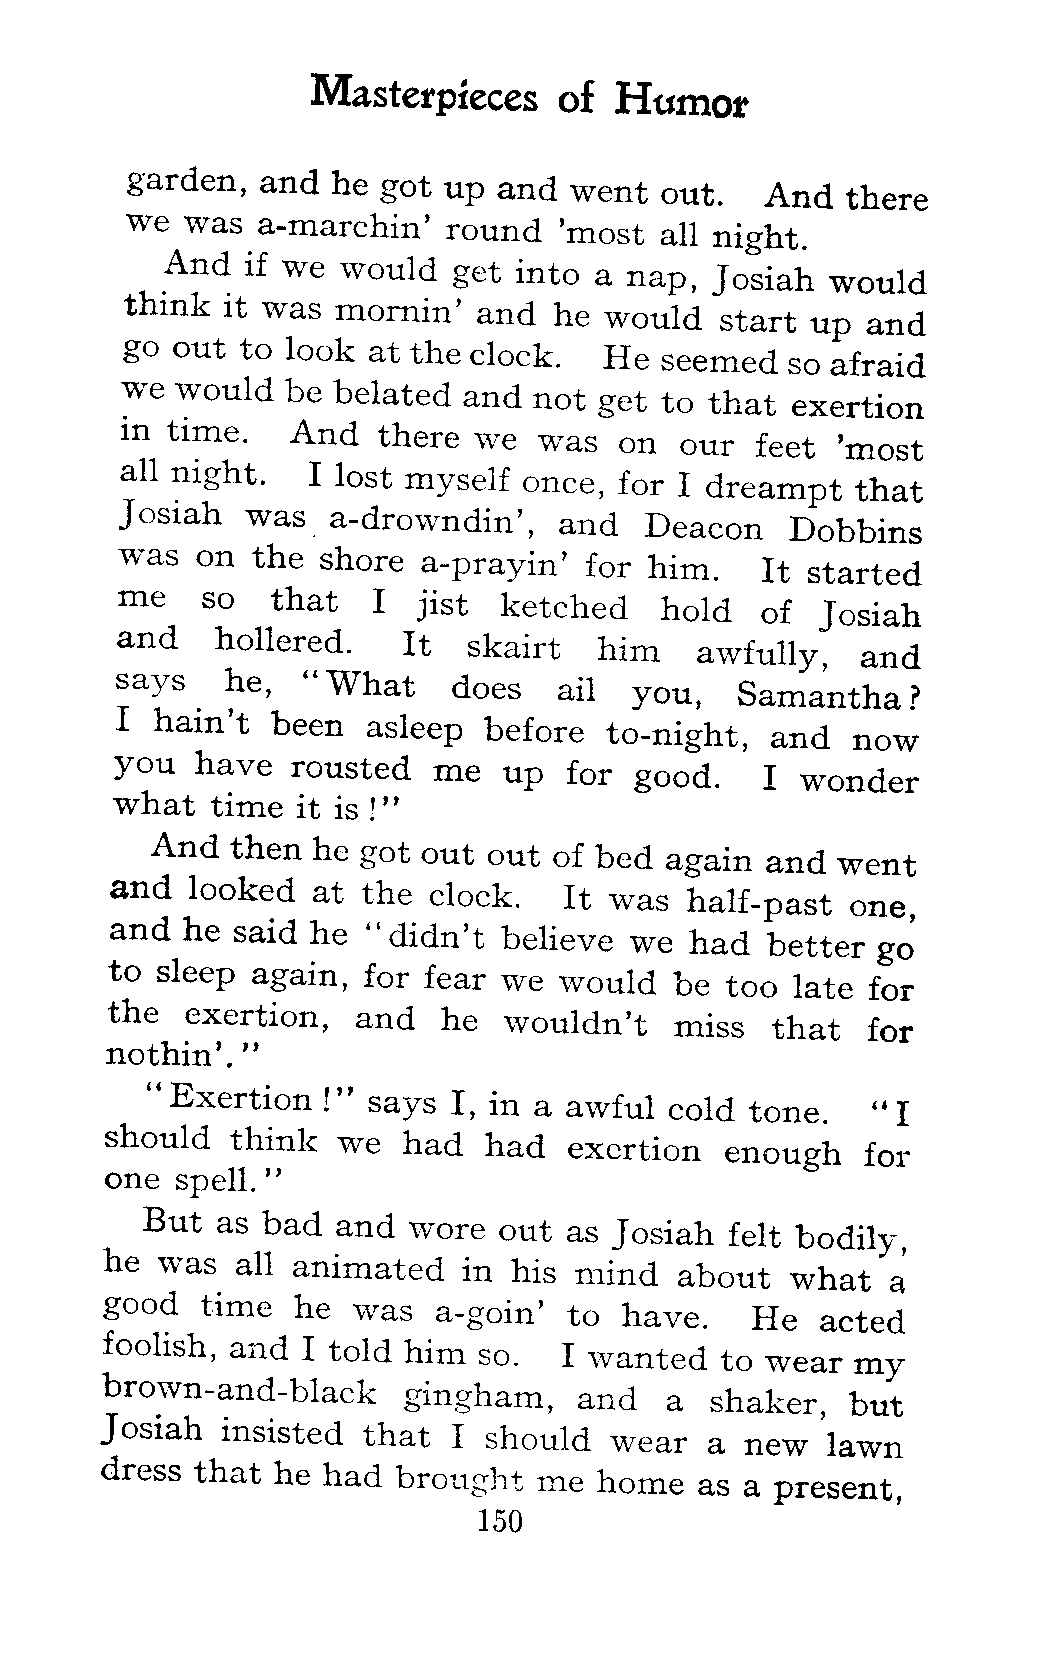 Masterpieces of Humor
garden, and he got up and went out. And there
we was a-marchin' round 'most all night.
And if we would get into a nap, Josiah would
think it was mornin' and he would start up and
go out to look at the clock. He seemed so afraid
we would be belated and not get to that exertion
in time. And there we was on our feet 'most
all night. I lost myself once, for I dreampt that
Josiah was a-drowndin', and Deacon Dobbins
was on the shore a-prayin' for him. It started
me so that I jist ketched hold of Josiah
and hollered. It skairt him awfully, and
says he, "What does ail you, Samantha?
I hain't been asleep before to-night, and now
you have rousted me up for good. I wonder
what time it is!"
And then he got out out of bed again and went
and looked at the clock. It was half-past one,
and he said he "didn't believe we had better go
to sleep again, for fear we would be too late for
the exertion, and he wouldn't miss that for
nothin'."
"Exertion!" says I, in a awful cold tone. "I
should think we had had exertion enough for
one spell."
But as bad and wore out as Josiah felt bodily,
he was all animated in his mind about what a
good time he was a-goin' to have. He acted
foolish, and I told him so. I wanted to wear my
brown-and-black gingham, and a shaker, but
Josiah insisted that I should wear a new lawn
dress that he had brought me home as a present,
150